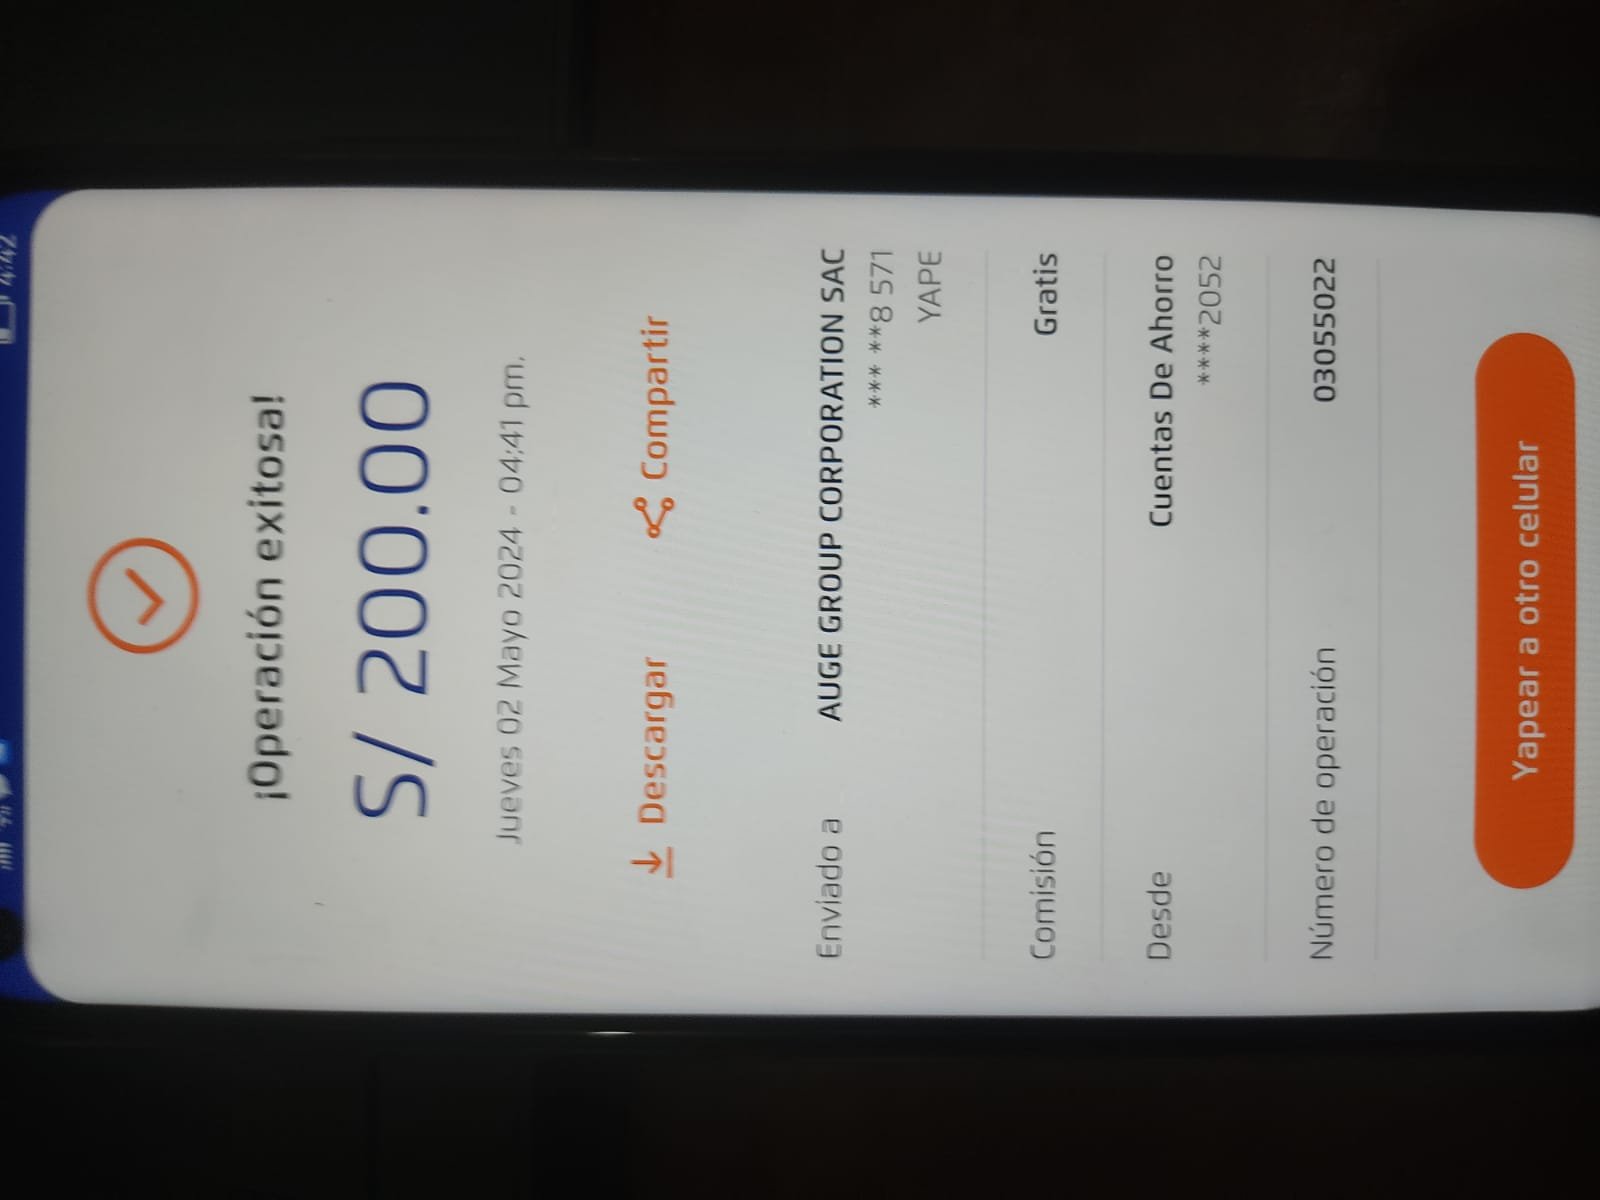 4:42
¡Operación exitosa!
S/ 200.00
Jueves 02 Mayo 2024 - 04:41 pm.
Descargar Compartir
Enviado a AUGE GROUP CORPORATION SAC
*** **8 571
YAPE
Comisión Gratis
Desde Cuentas De Ahorro
****2052
Número de operación 03055022
Yapear a otro celular